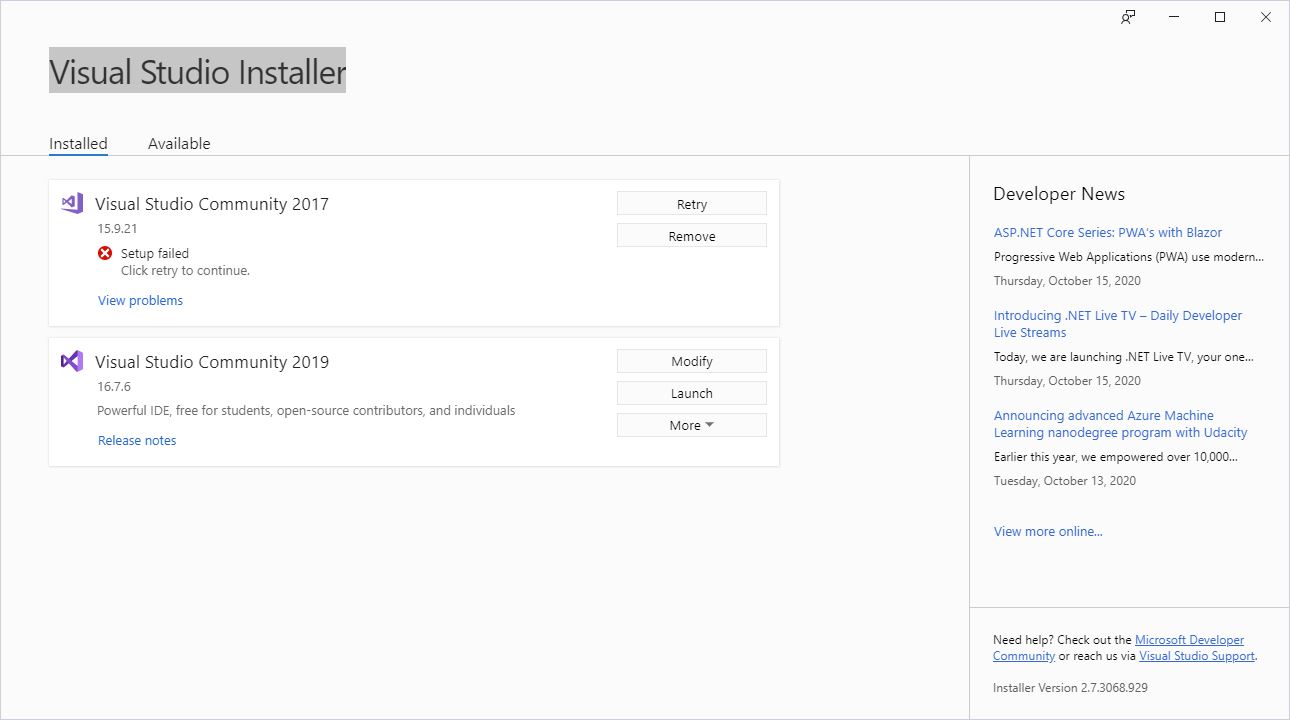 Visual Studio Installer
Installed
Available
Visual Studio Community 2017
15.9.21
Setup failed
Click retry to continue.
View problems
Retry
Remove
Visual Studio Community 2019
16.7.6
Powerful IDE, free for students, open-source contributors, and individuals
Release notes
Modify
Launch
More
Developer News
ASP.NET Core Series: PWA's with Blazor
Progressive Web Applications (PWA) use modern...
Thursday, October 15, 2020
Introducing .NET Live TV – Daily Developer
Live Streams
Today, we are launching .NET Live TV, your one...
Thursday, October 15, 2020
Announcing advanced Azure Machine
Learning nanodegree program with Udacity
Earlier this year, we empowered over 10,000...
Tuesday, October 13, 2020
View more online...
Need help? Check out the Microsoft Developer
Community or reach us via Visual Studio Support.
Installer Version 2.7.3068.929